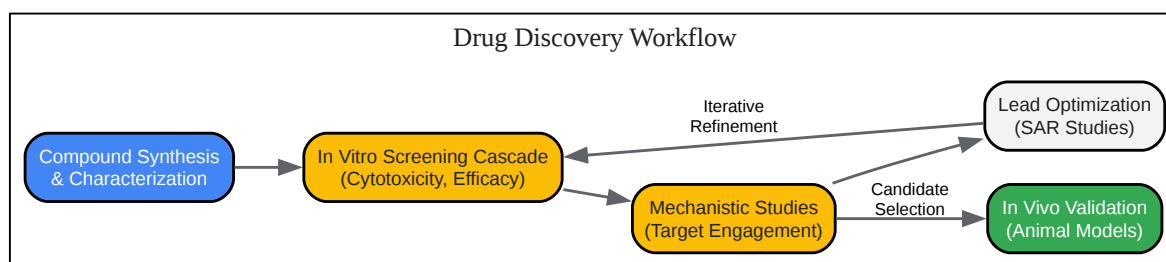 Drug Discovery Workflow
Compound Synthesis
& Characterization
In Vitro Screening Cascade
(Cytotoxicity, Efficacy)
Iterative
Refinement
Mechanistic Studies
(Target Engagement)
Lead Optimization
(SAR Studies)
Candidate
Selection
In Vivo Validation
(Animal Models)